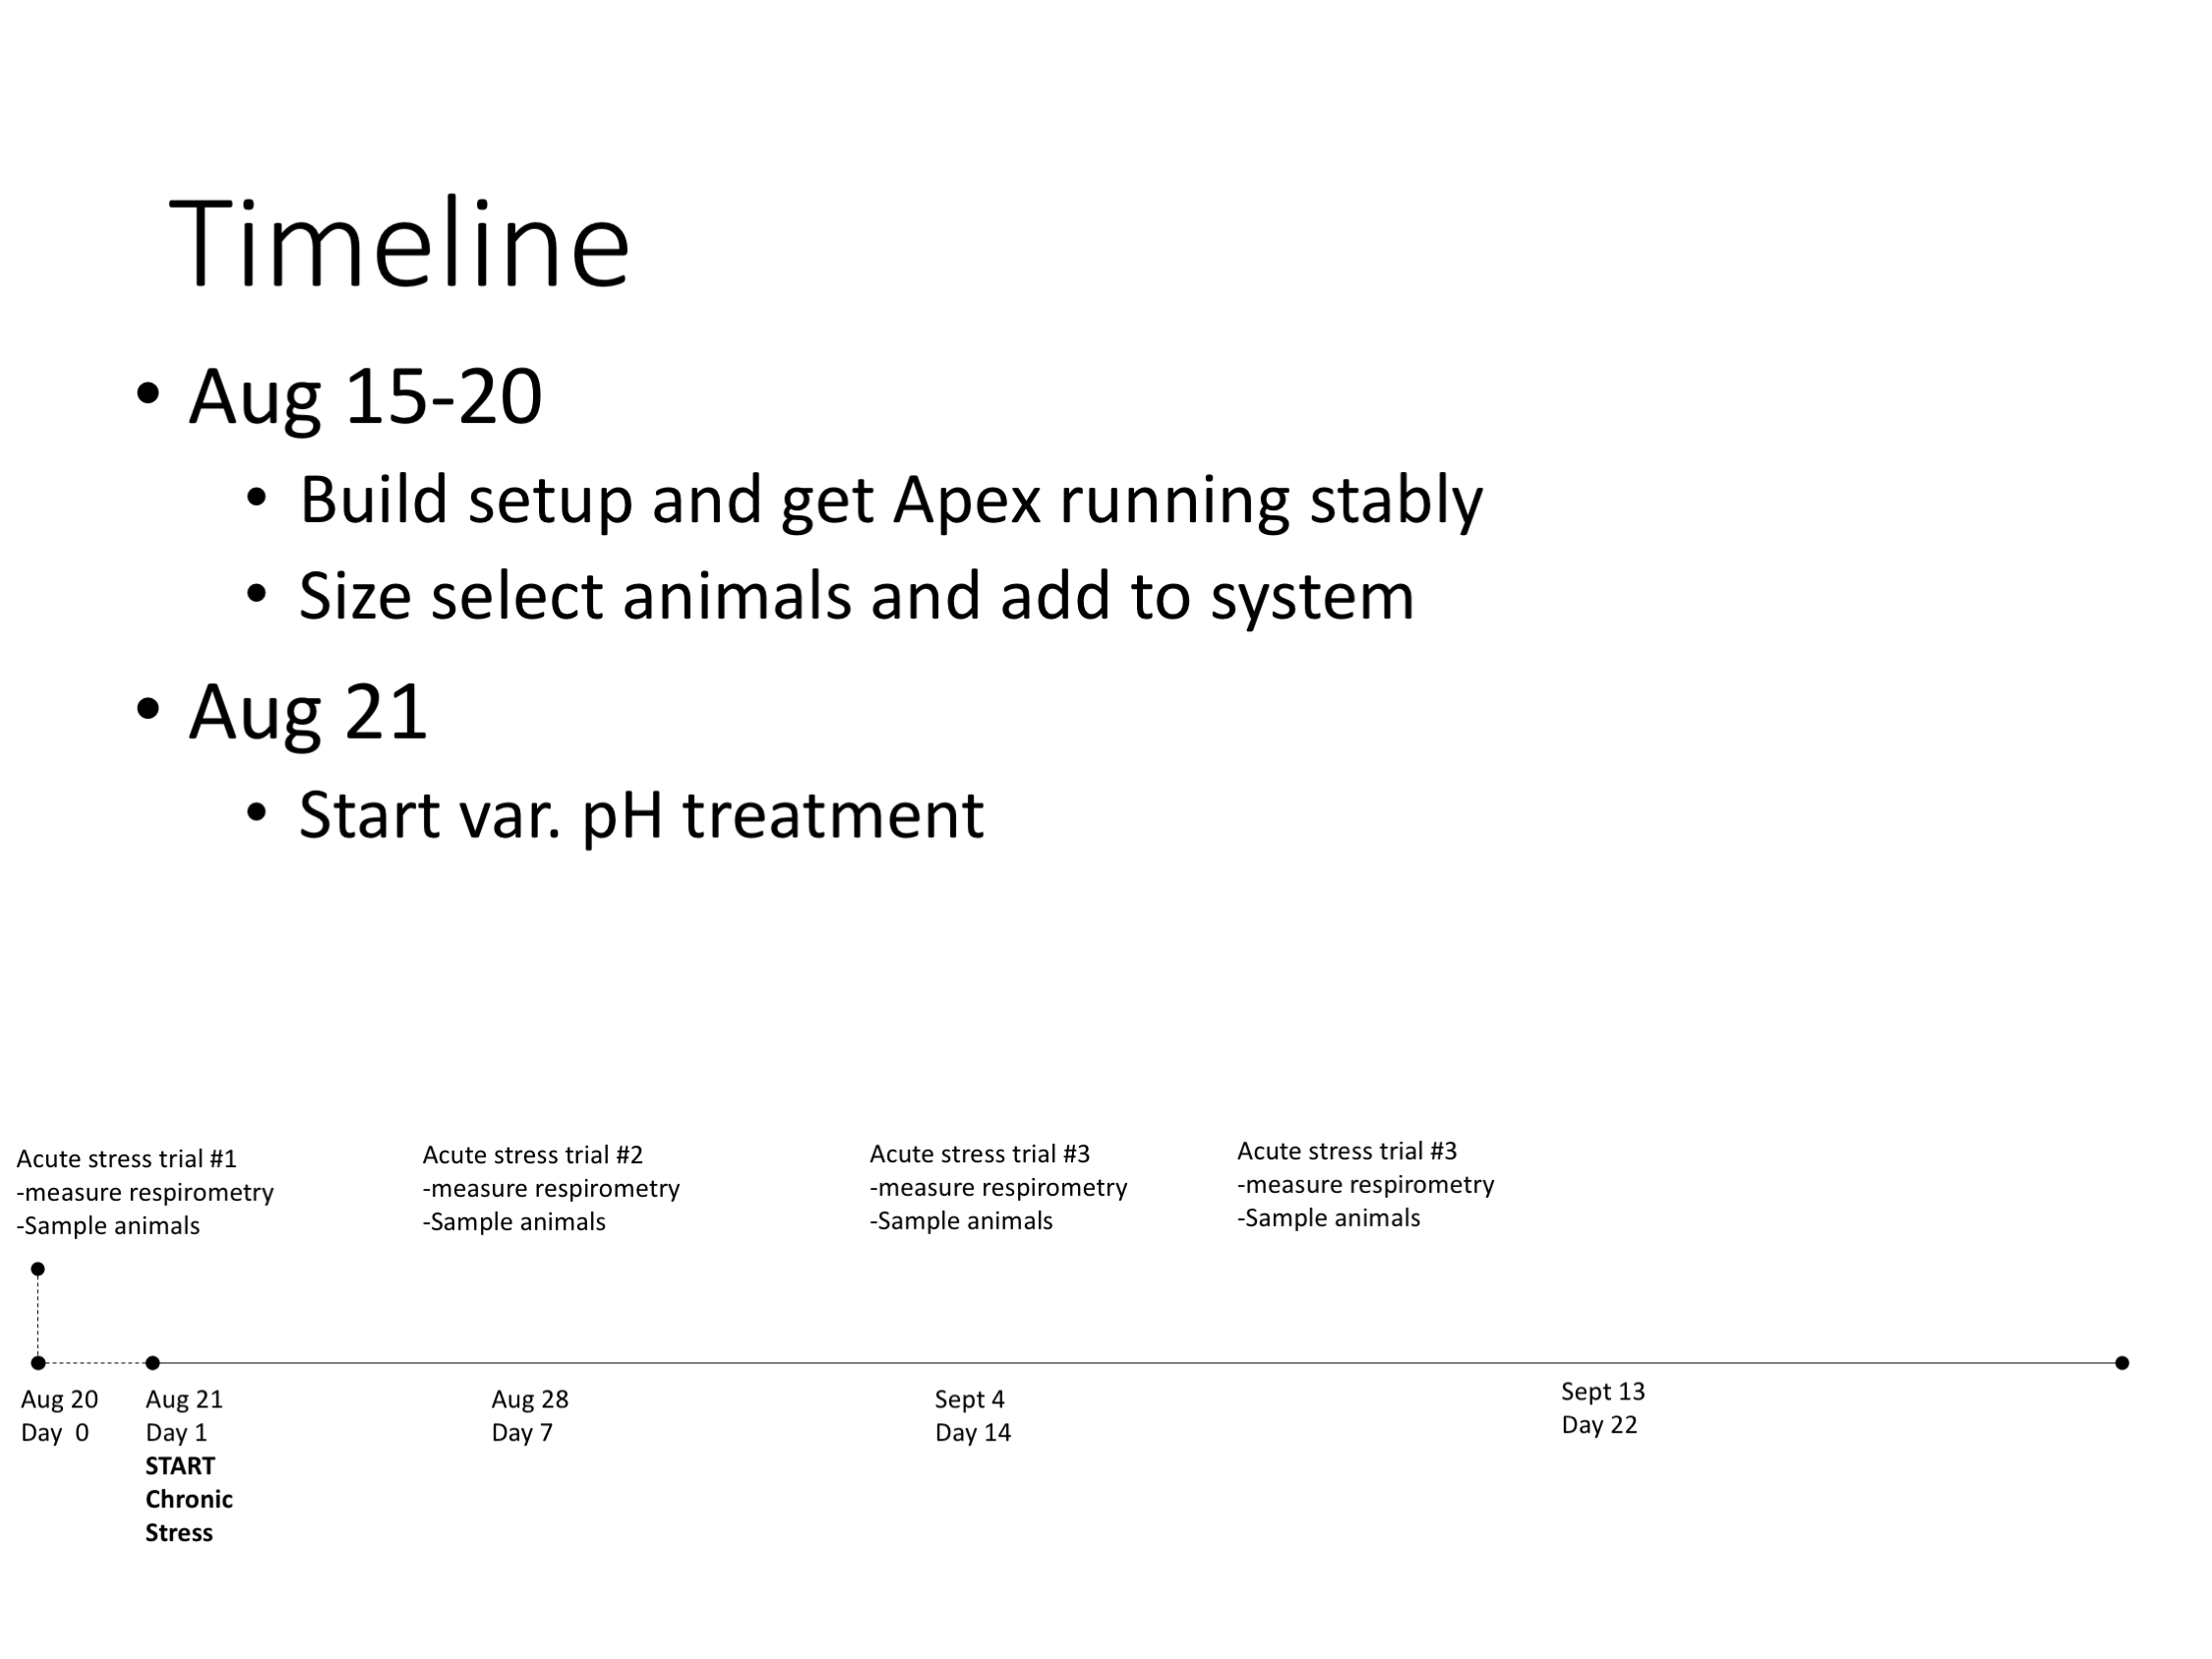 Timeline
• Aug 15-20
• Build setup and get Apex running stably
• Size select animals and add to system
• Aug 21
• Start var. pH treatment
Acute stress trial #1
-measure respirometry
-Sample animals
Acute stress trial #2
-measure respirometry
-Sample animals
Acute stress trial #3
-measure respirometry
-Sample animals
Acute stress trial #3
-measure respirometry
-Sample animals
Aug 20
Day  0
Aug 21
Day 1
START
Chronic
Stress
Aug 28
Day 7
Sept 4
Day 14
Sept 13
Day 22